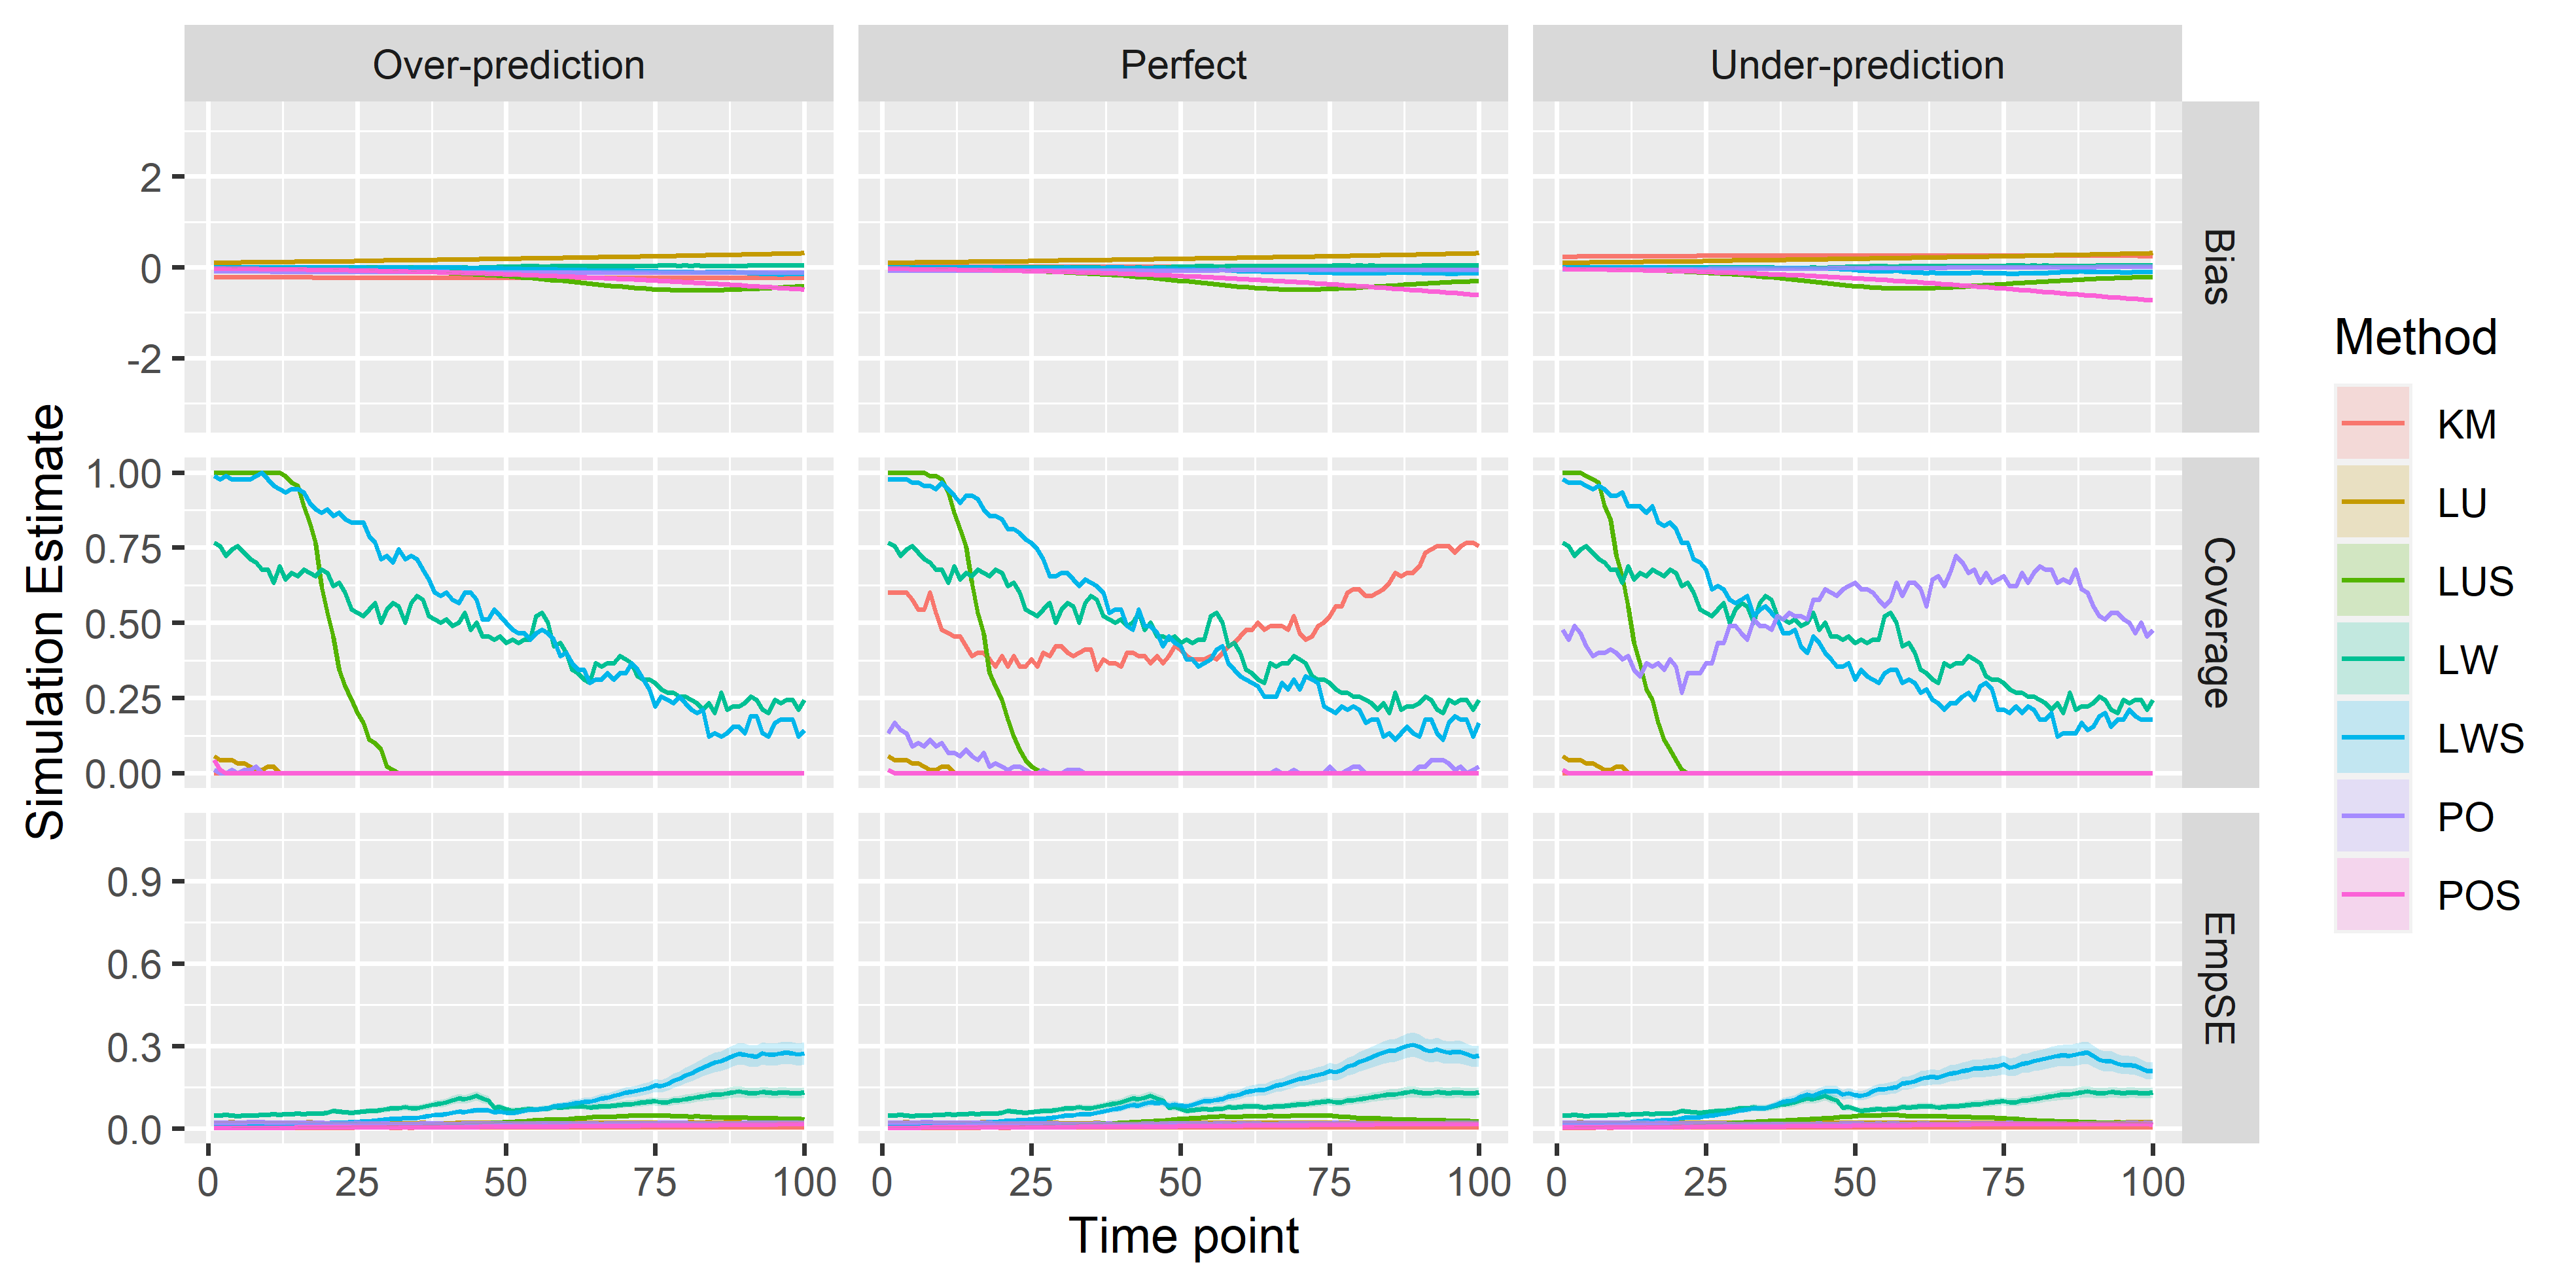 Over-prediction
Perfect
Under-prediction
Simulation Estimate
2
0
-2
Bias
1.00
0.75
0.50
0.25
0.00
Coverage
0.9
0.6
0.3
0.0
EmpSE
0 25 50 75 100
0 25 50 75 100
0 25 50 75 100
Time point
Method
KM
LU
LUS
LW
LWS
PO
POS